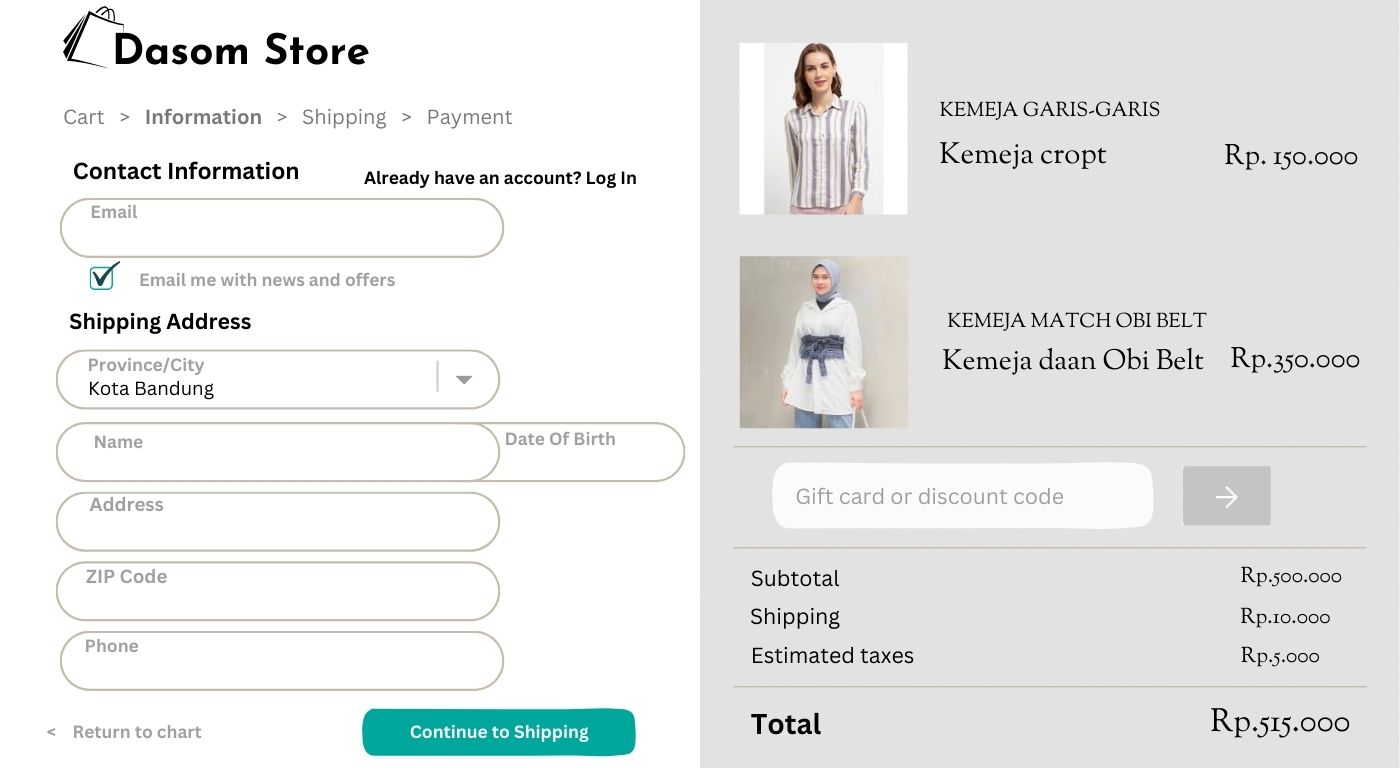 Dasom Store
Cart > Information > Shipping > Payment
Contact Information
Already have an account? Log In
Email
Email me with news and offers
Shipping Address
Province/City
Kota Bandung
Name
Date Of Birth
Address
ZIP Code
Phone
< Return to chart
Continue to Shipping
KEMEJA GARIS-GARIS
Kemeja cropt Rp. 150.000
KEMEJA MATCH OBI BELT
Kemeja daan Obi Belt Rp.350.000
Gift card or discount code
Subtotal Rp.500.000
Shipping Rp.10.000
Estimated taxes Rp.5.000
Total Rp.515.000